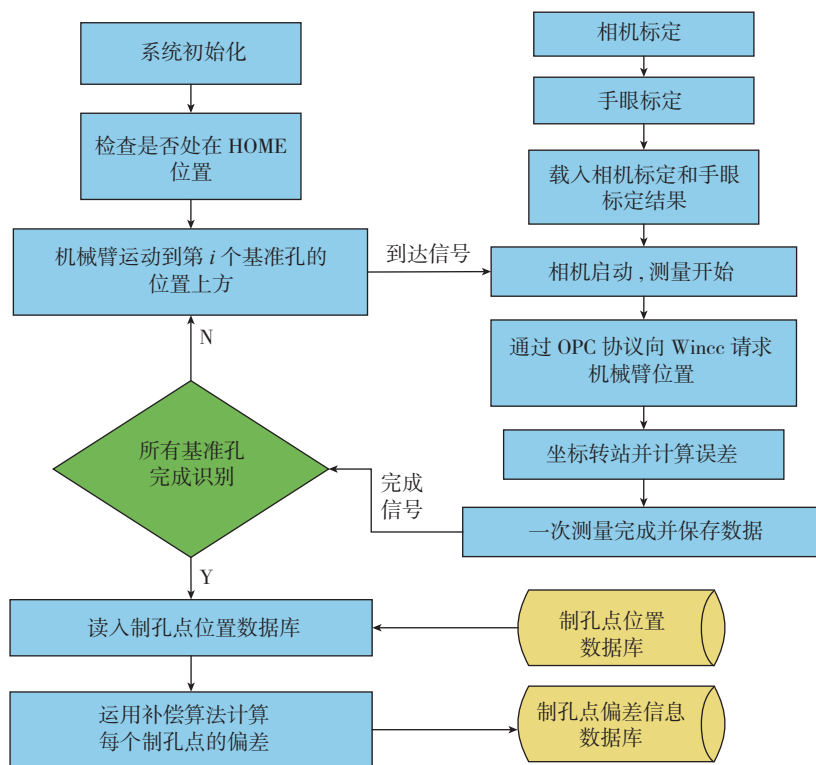 系统初始化
检查是否处在 HOME
位置
机械臂运动到第 i 个基准孔的
位置上方
到达信号
N
所有基准孔
完成识别
Y
读入制孔点位置数据库
运用补偿算法计算
每个制孔点的偏差
相机标定
手眼标定
载入相机标定和手眼
标定结果
相机启动 , 测量开始
通过 OPC 协议向 Wincc 请求
机械臂位置
坐标转站并计算误差
一次测量完成并保存数据
完成
信号
制孔点位置
数据库
制孔点偏差信息
数据库